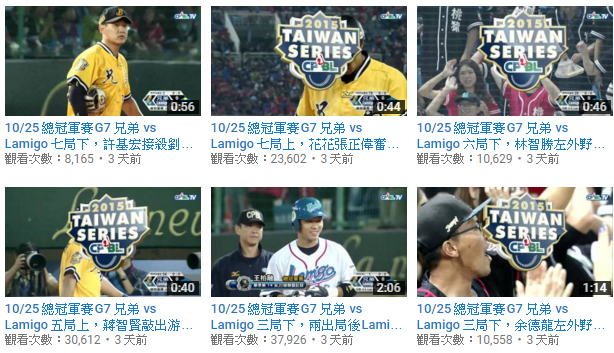 CPBLTV
0:56
10/25 總冠軍賽G7 兄弟 vs
Lamigo 七局下，許基宏接殺劉...
觀看次數：8,165・3 天前
2015
TAIWAN
SERIES
CPBL
CPBLTV
0:44
10/25 總冠軍賽G7 兄弟 vs
Lamigo 七局上，花花張正偉奮...
觀看次數：23,602・3 天前
2015
TAIWAN
SERIES
CPBL
CPBLTV
0:46
10/25 總冠軍賽G7 兄弟 vs
Lamigo 六局下，林智勝左外野...
觀看次數：10,629・3 天前
2015
TAIWAN
SERIES
CPBL
CPBLTV
0:40
10/25 總冠軍賽G7 兄弟 vs
Lamigo 五局上，蔣智賢敲出游...
觀看次數：30,612・3 天前
CPBLTV
CPB
Lamigo
王柏融
2:06
10/25 總冠軍賽G7 兄弟 vs
Lamigo 三局下，兩出局後Lami...
觀看次數：37,926・3 天前
2015
TAIWAN
SERIES
CPBL
CPBLTV
1:14
10/25 總冠軍賽G7 兄弟 vs
Lamigo 三局下，余德龍左外野...
觀看次數：10,558・3 天前